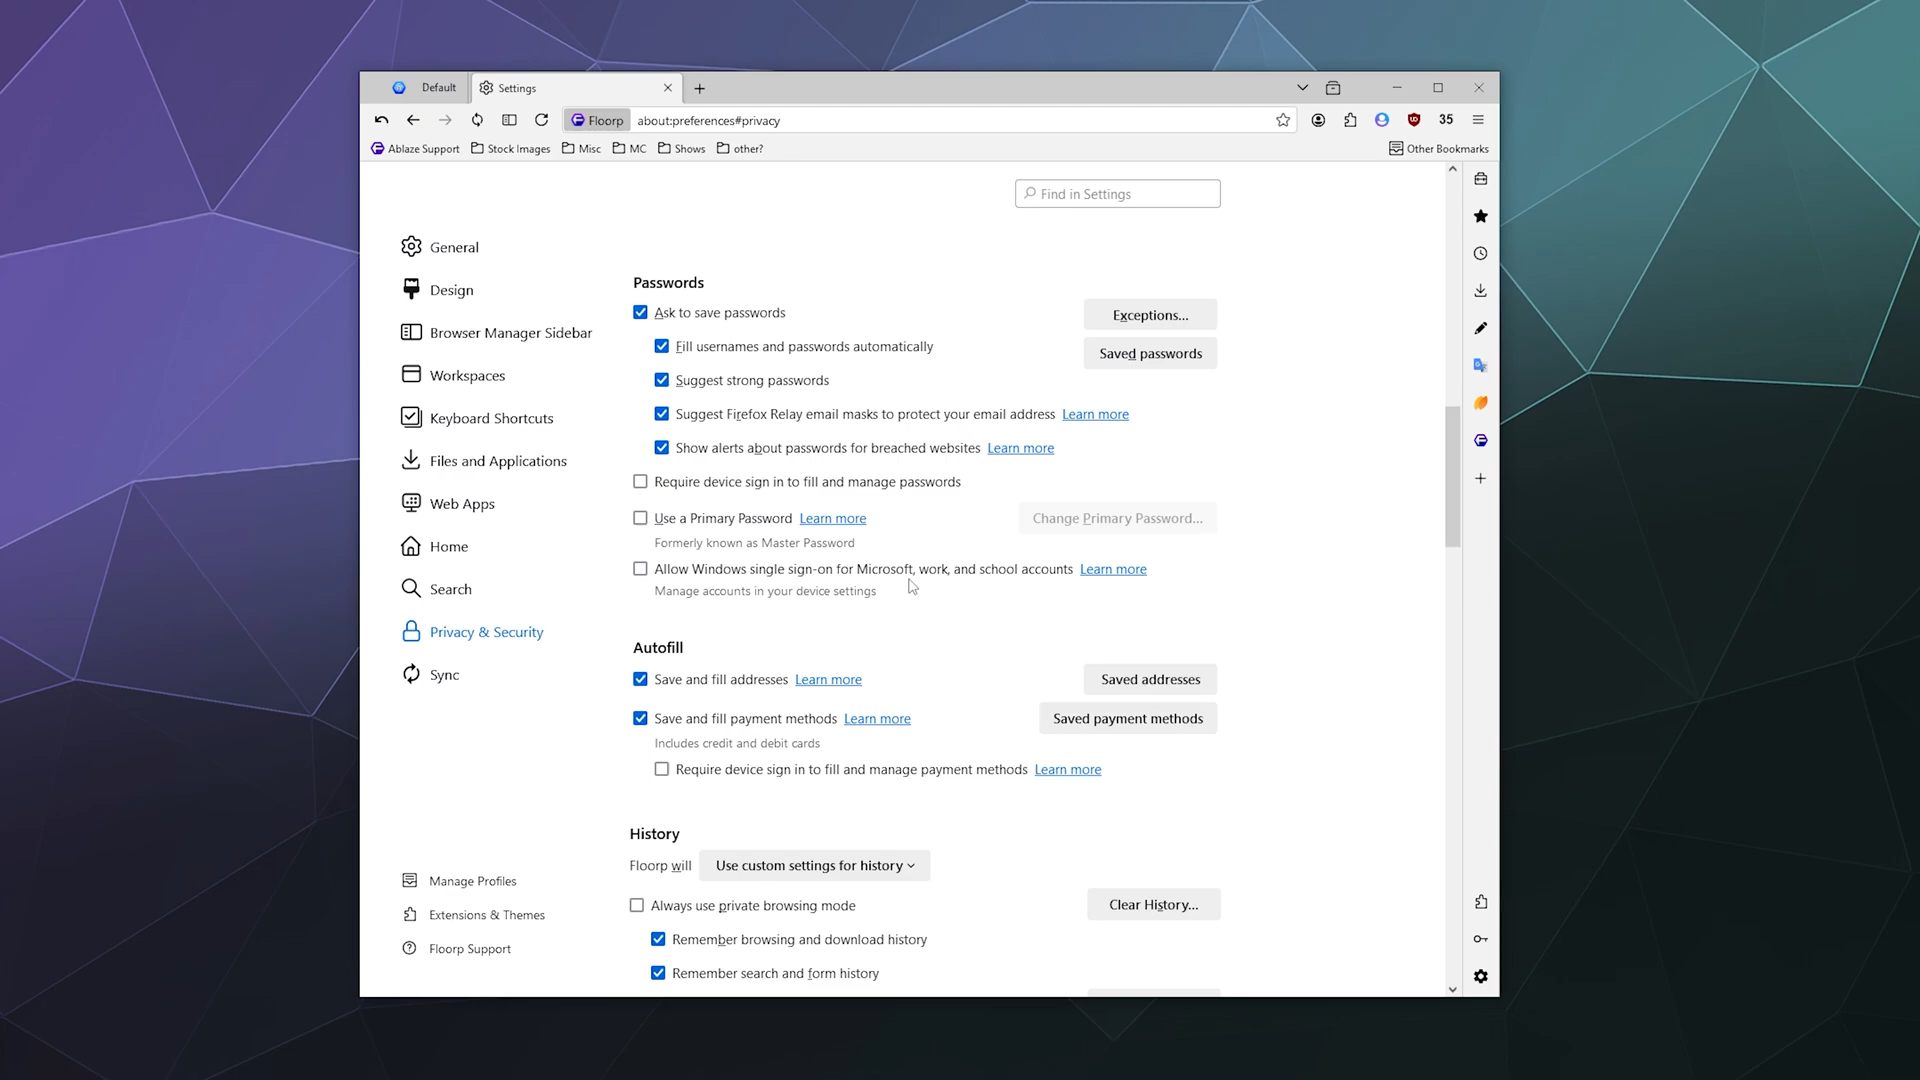 Default
Settings
Floorp
about:preferences#privacy
35
Ablaze Support
Stock Images
Misc
MC
Shows
other?
Other Bookmarks
Find in Settings
General
Design
Browser Manager Sidebar
Workspaces
Keyboard Shortcuts
Files and Applications
Web Apps
Home
Search
Privacy & Security
Sync
Manage Profiles
Extensions & Themes
Floorp Support
Passwords
Ask to save passwords
Exceptions...
Fill usernames and passwords automatically
Saved passwords
Suggest strong passwords
Suggest Firefox Relay email masks to protect your email address Learn more
Show alerts about passwords for breached websites Learn more
Require device sign in to fill and manage passwords
Use a Primary Password Learn more
Change Primary Password...
Formerly known as Master Password
Allow Windows single sign-on for Microsoft, work, and school accounts Learn more
Manage accounts in your device settings
Autofill
Save and fill addresses Learn more
Saved addresses
Save and fill payment methods Learn more
Saved payment methods
Includes credit and debit cards
Require device sign in to fill and manage payment methods Learn more
History
Floorp will Use custom settings for history
Always use private browsing mode
Clear History...
Remember browsing and download history
Remember search and form history